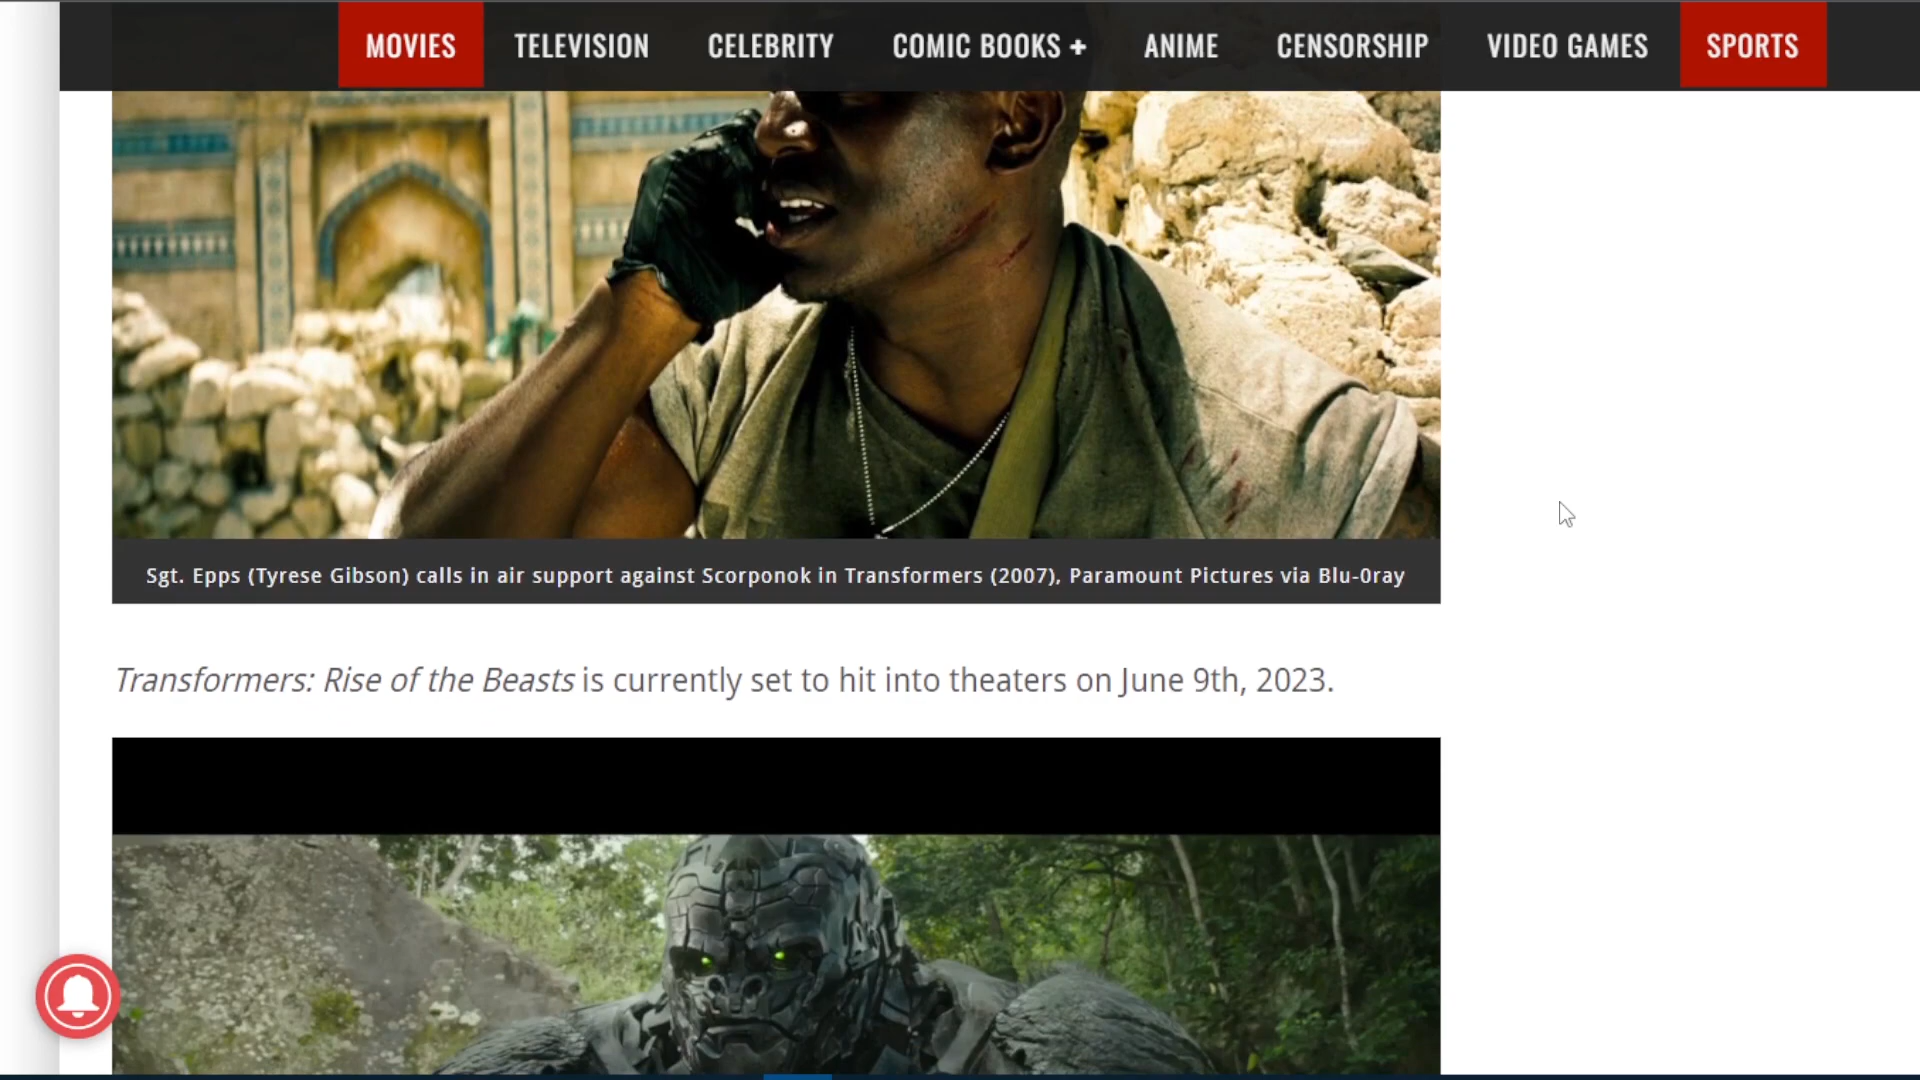 MOVIES TELEVISION CELEBRITY COMIC BOOKS + ANIME CENSORSHIP VIDEO GAMES SPORTS
Sgt. Epps (Tyrese Gibson) calls in air support against Scorponok in Transformers (2007), Paramount Pictures via Blu-0ray
Transformers: Rise of the Beasts is currently set to hit into theaters on June 9th, 2023.